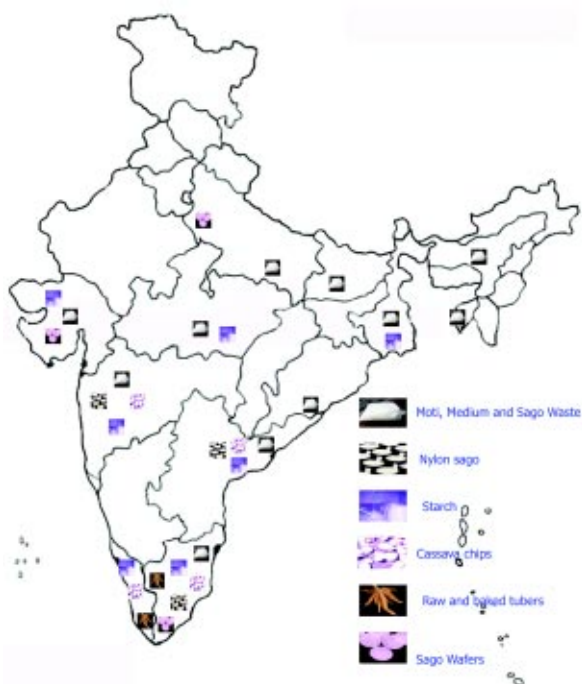 Moti, Medium and Sago Waste
Nylon sago
Starch
Cassava chips
Raw and baked tubers
Sago Wafers